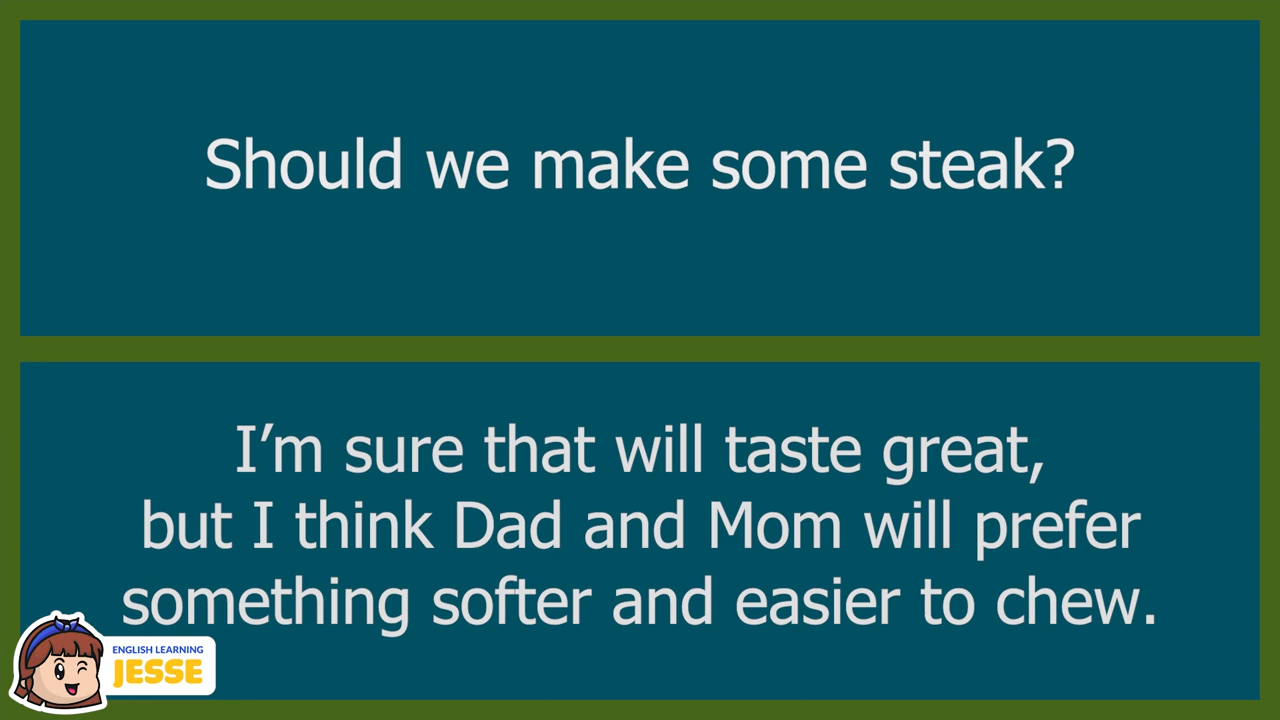 Should we make some steak?
I’m sure that will taste great,
but I think Dad and Mom will prefer
something softer and easier to chew.
ENGLISH LEARNING
JESSE